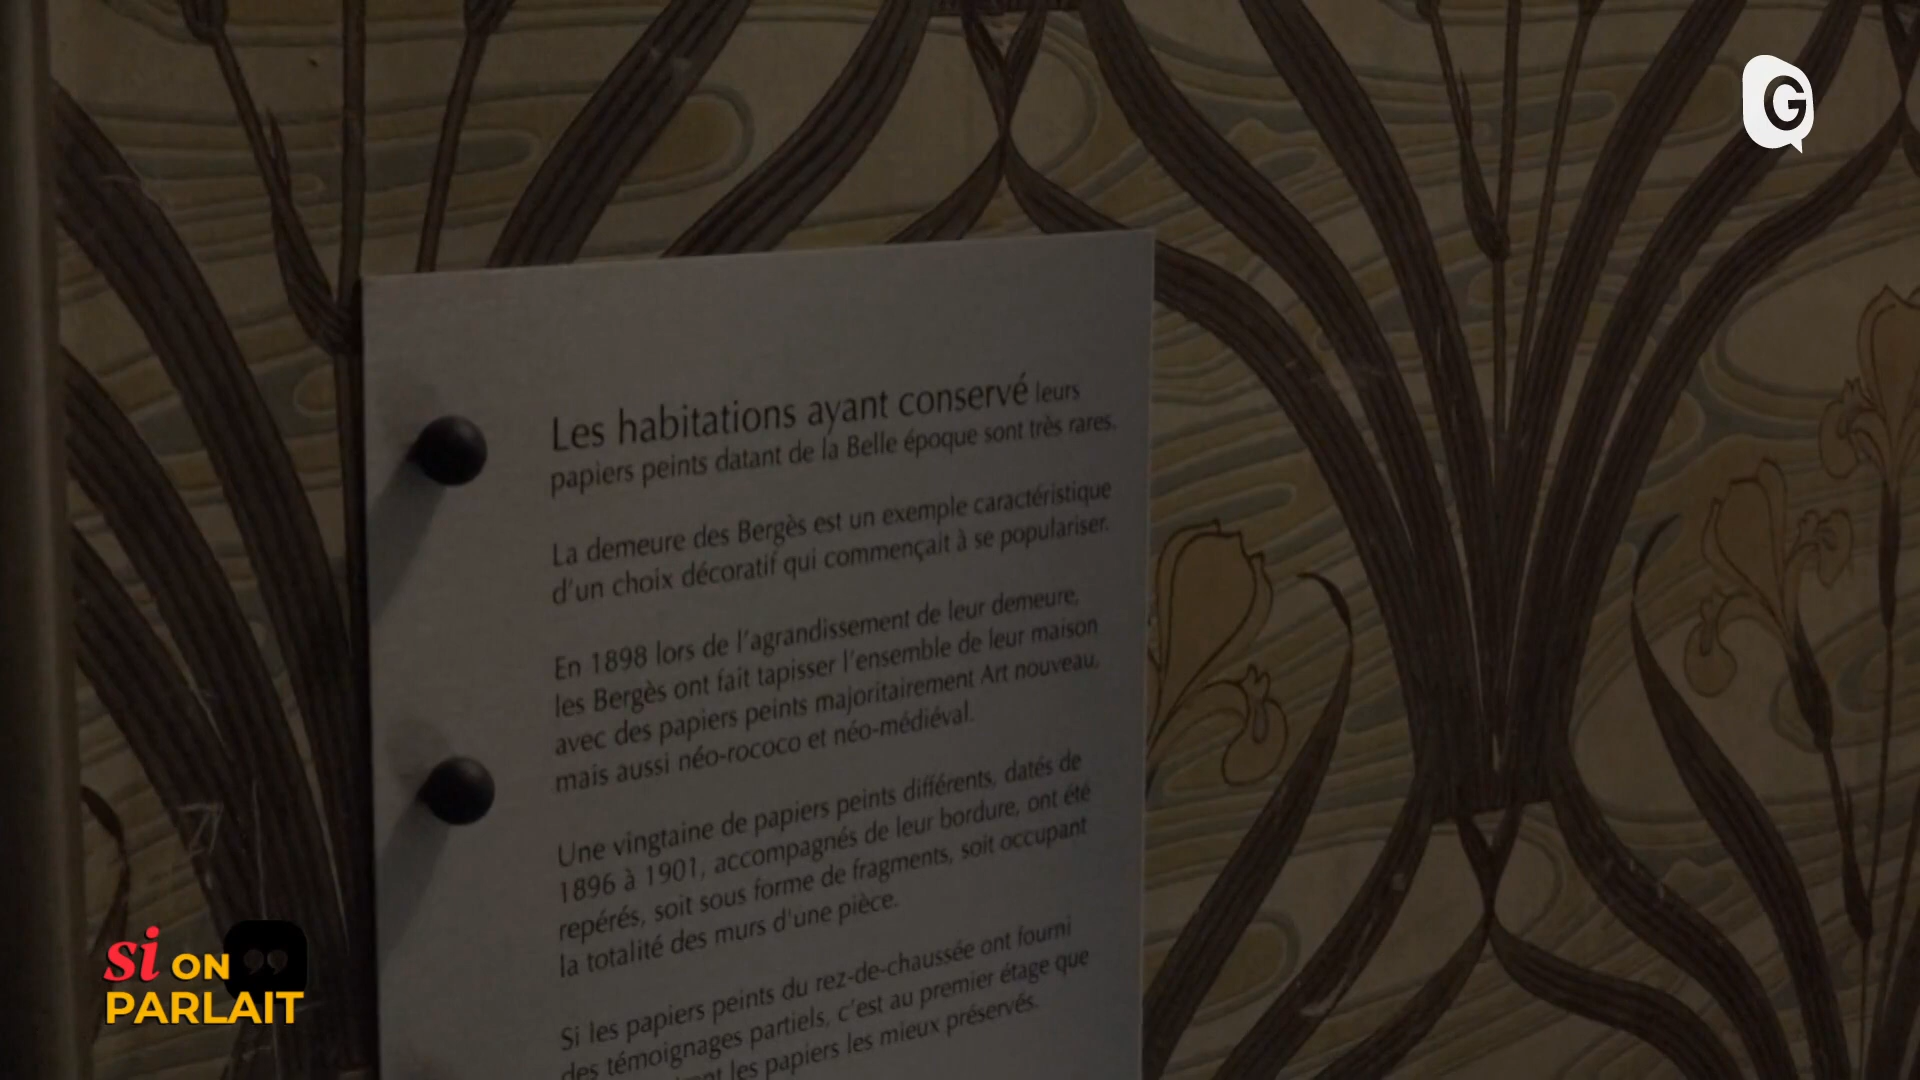 G
Les habitations ayant conservé leurs
papiers peints datant de la Belle époque sont très rares.
La demeure des Bergès est un exemple caractéristique
d'un choix décoratif qui commençait à se populariser.
En 1898 lors de l'agrandissement de leur demeure,
les Bergès ont fait tapisser l'ensemble de leur maison
avec des papiers peints majoritairement Art nouveau,
mais aussi néo-rococo et néo-médiéval.
Une vingtaine de papiers peints différents, datés de
1896 à 1901, accompagnés de leur bordure, ont été
repérés, soit sous forme de fragments, soit occupant
la totalité des murs d'une pièce.
Si les papiers peints du rez-de-chaussée ont fourni
des témoignages partiels, c'est au premier étage que
les papiers les mieux préservés.
si ON
PARLAIT